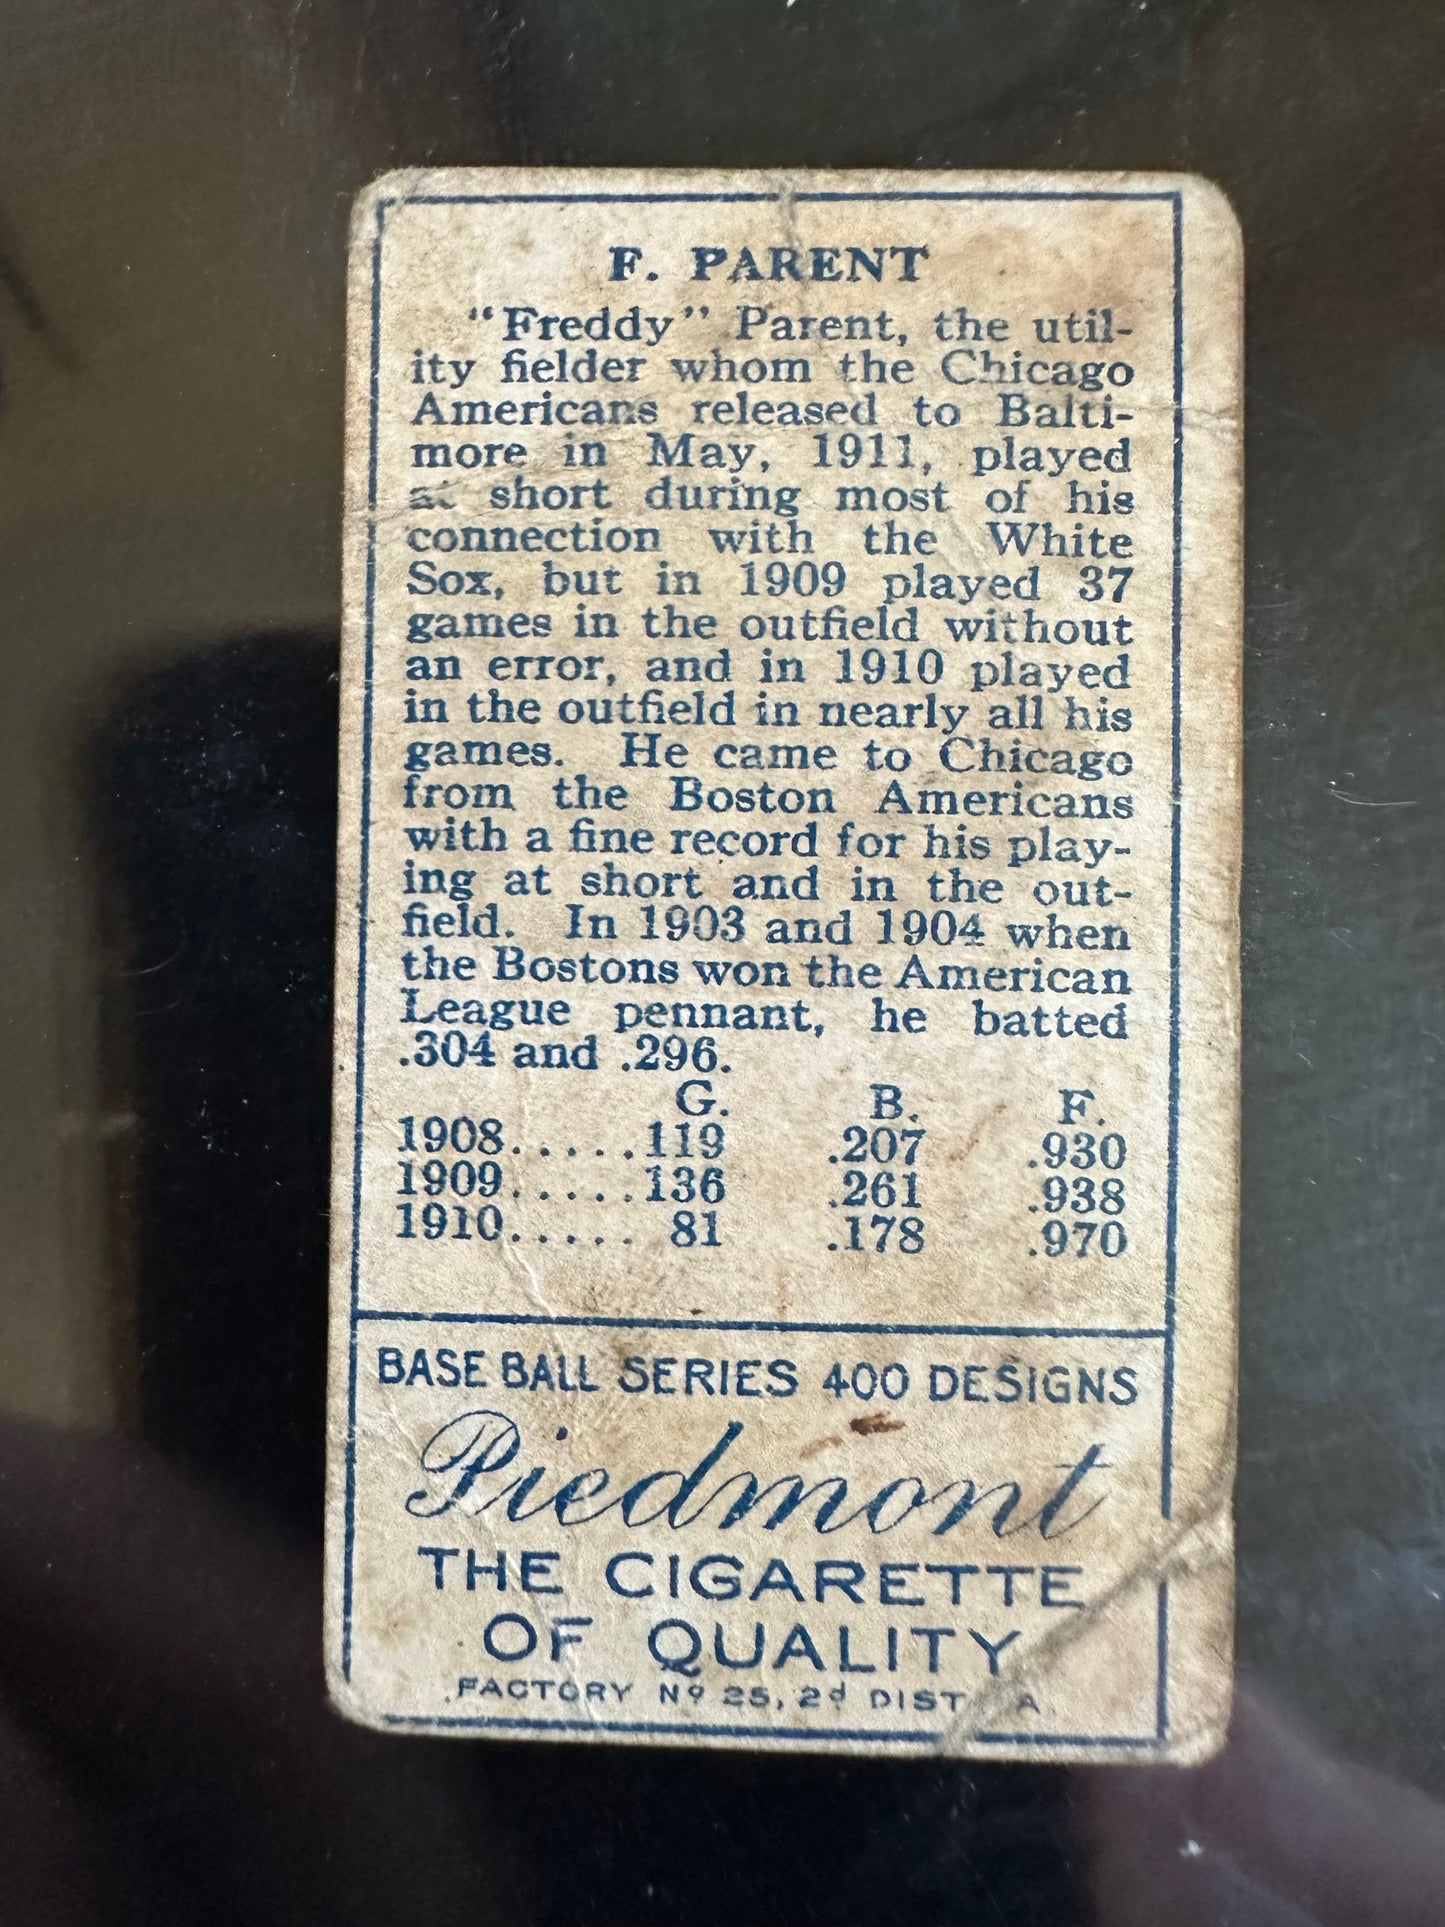 F. PARENT
"Freddy" Parent, the util-
ity fielder whom the Chicago
Americans released to Balti-
more in May, 1911, played
at short during most of his
connection with the White
Sox, but in 1909 played 37
games in the outfield without
an error, and in 1910 played
in the outfield in nearly all his
games. He came to Chicago
from the Boston Americans
with a fine record for his play-
ing at short and in the out-
field. In 1903 and 1904 when
the Bostons won the American
League pennant, he batted
.304 and .296.
G. B. F.
1908......119 .207 .930
1909......136 .261 .938
1910...... 81 .178 .970
BASE BALL SERIES 400 DESIGNS
Piedmont
THE CIGARETTE
OF QUALITY
FACTORY No 25, 2d DIST